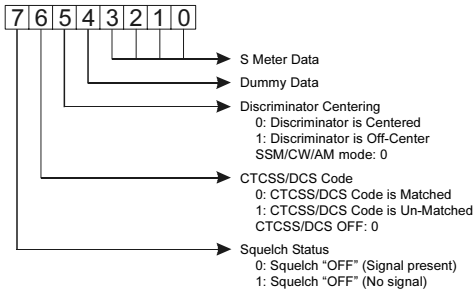 7 6 5 4 3 2 1 0
S Meter Data
Dummy Data
Discriminator Centering
0: Discriminator is Centered
1: Discriminator is Off-Center
SSM/CW/AM mode: 0
CTCSS/DCS Code
0: CTCSS/DCS Code is Matched
1: CTCSS/DCS Code is Un-Matched
CTCSS/DCS OFF: 0
Squelch Status
0: Squelch “OFF” (Signal present)
1: Squelch “OFF” (No signal)